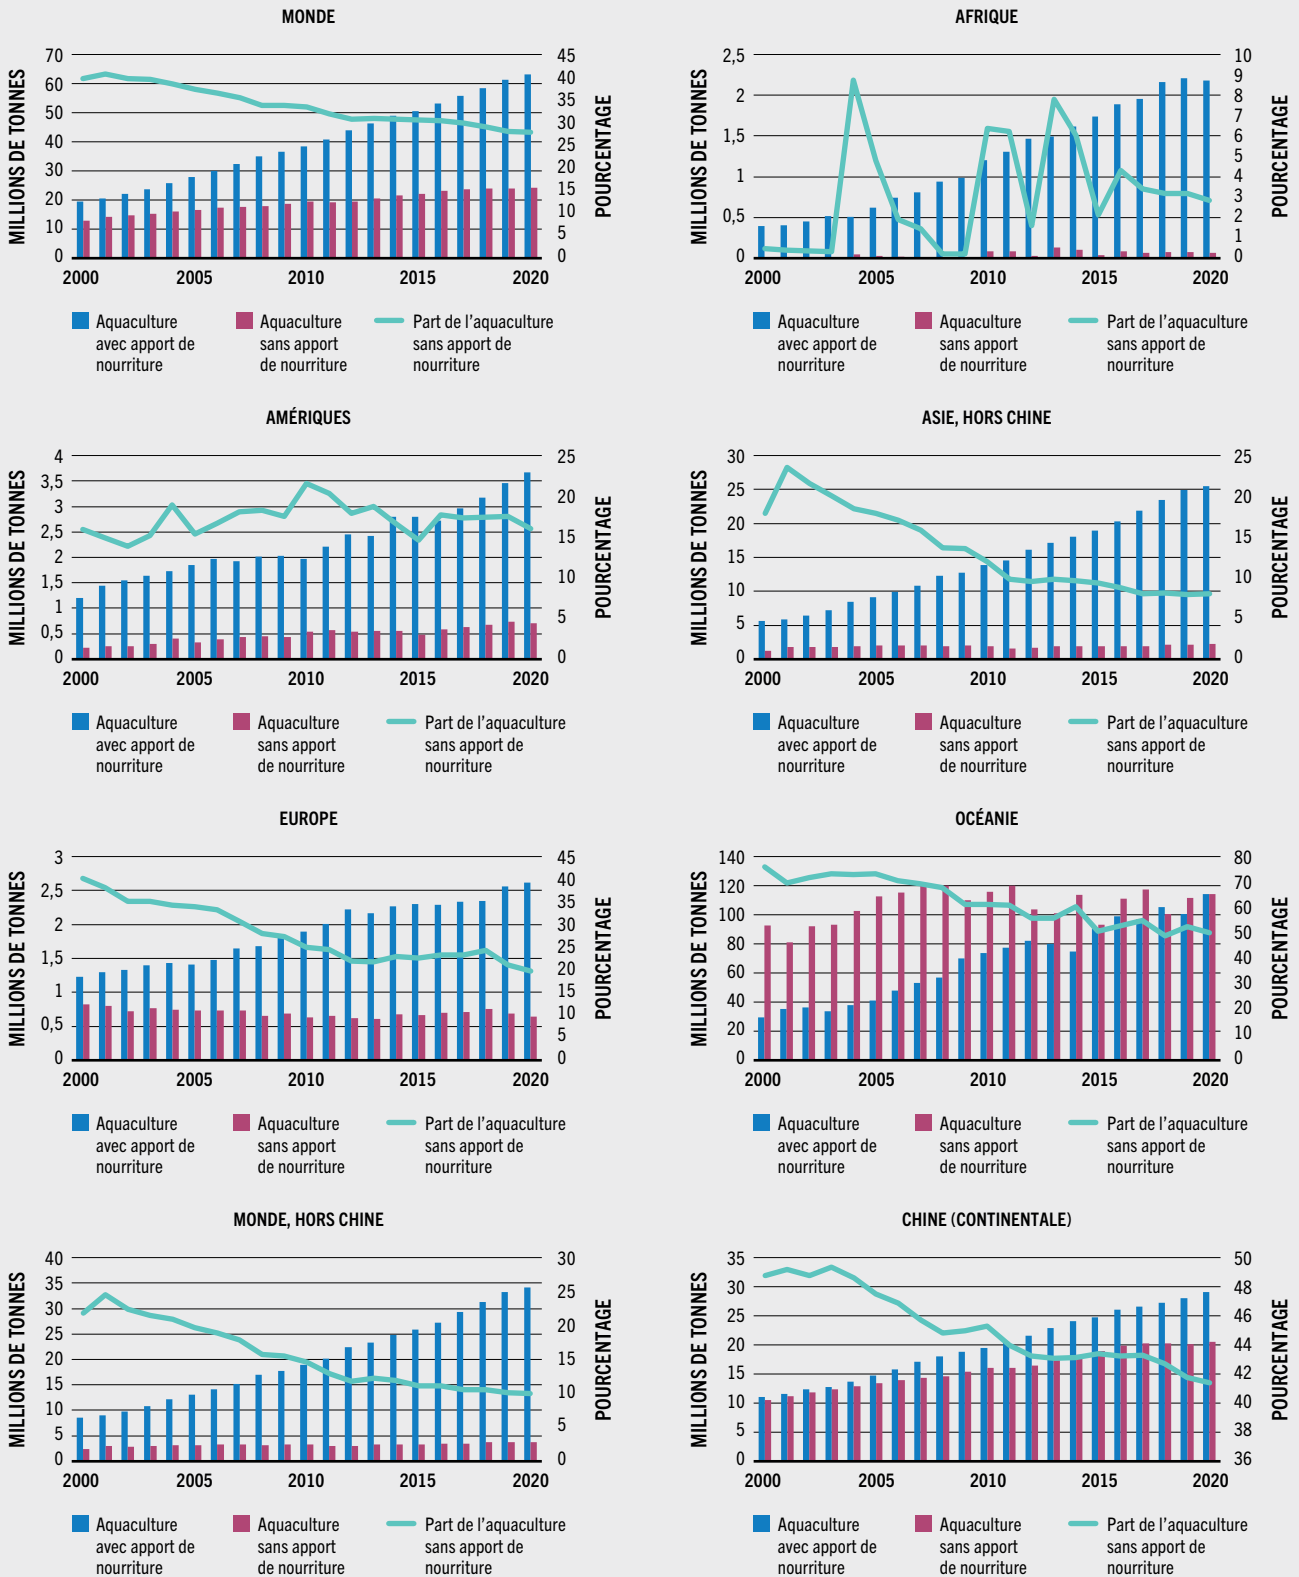 MONDE
MILLIONS DE TONNES
70
60
50
40
30
20
10
0
45
40
35
30
25
20
15
10
5
0
POURCENTAGE
2000 2005 2010 2015 2020
Aquaculture
avec apport de
nourriture
Aquaculture
sans apport
de nourriture
Part de l'aquaculture
sans apport de
nourriture
AFRIQUE
MILLIONS DE TONNES
2,5
2
1,5
1
0,5
0
10
9
8
7
6
5
4
3
2
1
0
POURCENTAGE
2000 2005 2010 2015 2020
Aquaculture
avec apport de
nourriture
Aquaculture
sans apport
de nourriture
Part de l'aquaculture
sans apport de
nourriture
AMÉRIQUES
MILLIONS DE TONNES
4
3,5
3
2,5
2
1,5
1
0,5
0
25
20
15
10
5
0
POURCENTAGE
2000 2005 2010 2015 2020
Aquaculture
avec apport de
nourriture
Aquaculture
sans apport
de nourriture
Part de l'aquaculture
sans apport de
nourriture
ASIE, HORS CHINE
MILLIONS DE TONNES
30
25
20
15
10
5
0
25
20
15
10
5
0
POURCENTAGE
2000 2005 2010 2015 2020
Aquaculture
avec apport de
nourriture
Aquaculture
sans apport
de nourriture
Part de l'aquaculture
sans apport de
nourriture
EUROPE
MILLIONS DE TONNES
3
2,5
2
1,5
1
0,5
0
45
40
35
30
25
20
15
10
5
0
POURCENTAGE
2000 2005 2010 2015 2020
Aquaculture
avec apport de
nourriture
Aquaculture
sans apport
de nourriture
Part de l'aquaculture
sans apport de
nourriture
OCÉANIE
MILLIONS DE TONNES
140
120
100
80
60
40
20
0
80
70
60
50
40
30
20
10
0
POURCENTAGE
2000 2005 2010 2015 2020
Aquaculture
avec apport de
nourriture
Aquaculture
sans apport
de nourriture
Part de l'aquaculture
sans apport de
nourriture
MONDE, HORS CHINE
MILLIONS DE TONNES
40
35
30
25
20
15
10
5
0
30
25
20
15
10
5
0
POURCENTAGE
2000 2005 2010 2015 2020
Aquaculture
avec apport de
nourriture
Aquaculture
sans apport
de nourriture
Part de l'aquaculture
sans apport de
nourriture
CHINE (CONTINENTALE)
MILLIONS DE TONNES
35
30
25
20
15
10
5
0
50
48
46
44
42
40
38
36
POURCENTAGE
2000 2005 2010 2015 2020
Aquaculture
avec apport de
nourriture
Aquaculture
sans apport
de nourriture
Part de l'aquaculture
sans apport de
nourriture